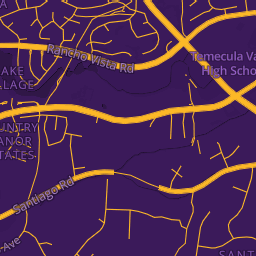 A
Rancho Vista Rd
Temecula Va
High Scho
AKE
LAGE
UNTRY
ANOR
TATES
Santiago Rd
Ave
SANT